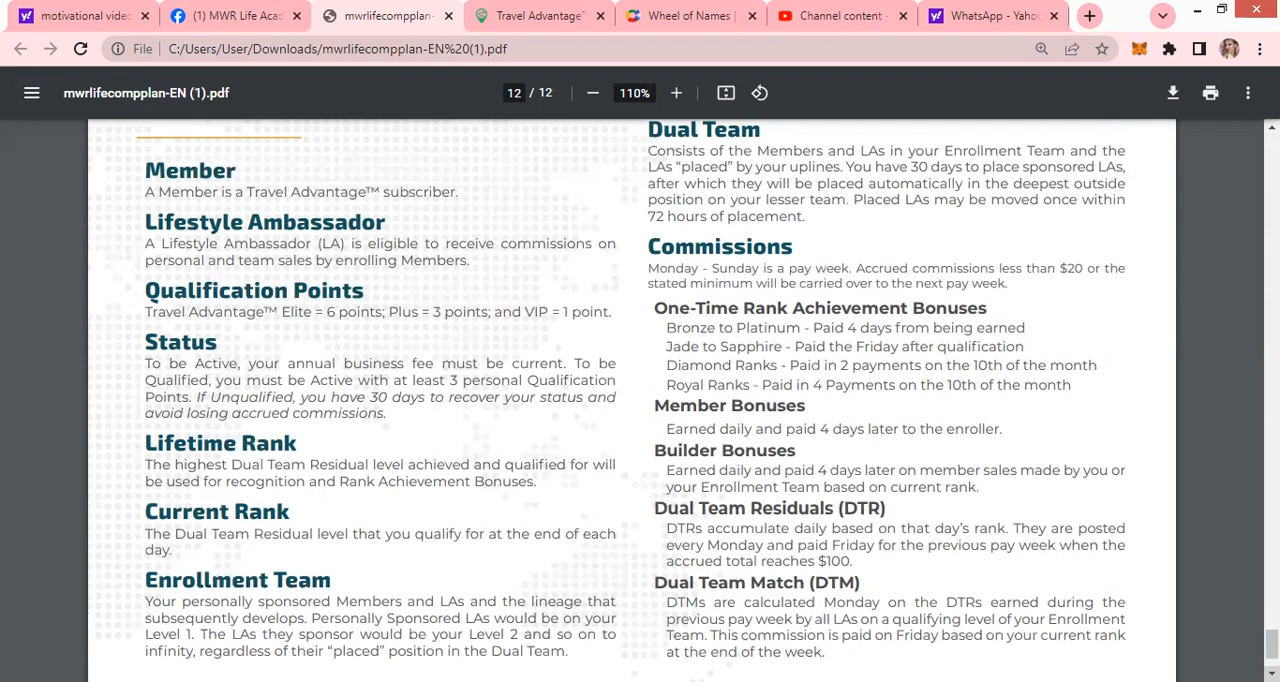 motivational video
(1) MWR Life Aca
mwrlifecompplan-
Travel Advantage™
Wheel of Names |
Channel content -
WhatsApp - Yaho
File
C:/Users/User/Downloads/mwrlifecompplan-EN%20(1).pdf
mwrlifecompplan-EN (1).pdf
12 / 12
110%
Member
A Member is a Travel Advantage™ subscriber.
Lifestyle Ambassador
A Lifestyle Ambassador (LA) is eligible to receive commissions on
personal and team sales by enrolling Members.
Qualification Points
Travel Advantage™ Elite = 6 points; Plus = 3 points; and VIP = 1 point.
Status
To be Active, your annual business fee must be current. To be
Qualified, you must be Active with at least 3 personal Qualification
Points. If Unqualified, you have 30 days to recover your status and
avoid losing accrued commissions.
Lifetime Rank
The highest Dual Team Residual level achieved and qualified for will
be used for recognition and Rank Achievement Bonuses.
Current Rank
The Dual Team Residual level that you qualify for at the end of each
day.
Enrollment Team
Your personally sponsored Members and LAs and the lineage that
subsequently develops. Personally Sponsored LAs would be on your
Level 1. The LAs they sponsor would be your Level 2 and so on to
infinity, regardless of their “placed” position in the Dual Team.
Dual Team
Consists of the Members and LAs in your Enrollment Team and the
LAs “placed” by your uplines. You have 30 days to place sponsored LAs,
after which they will be placed automatically in the deepest outside
position on your lesser team. Placed LAs may be moved once within
72 hours of placement.
Commissions
Monday - Sunday is a pay week. Accrued commissions less than $20 or the
stated minimum will be carried over to the next pay week.
One-Time Rank Achievement Bonuses
Bronze to Platinum - Paid 4 days from being earned
Jade to Sapphire - Paid the Friday after qualification
Diamond Ranks - Paid in 2 payments on the 10th of the month
Royal Ranks - Paid in 4 Payments on the 10th of the month
Member Bonuses
Earned daily and paid 4 days later to the enroller.
Builder Bonuses
Earned daily and paid 4 days later on member sales made by you or
your Enrollment Team based on current rank.
Dual Team Residuals (DTR)
DTRs accumulate daily based on that day’s rank. They are posted
every Monday and paid Friday for the previous pay week when the
accrued total reaches $100.
Dual Team Match (DTM)
DTMs are calculated Monday on the DTRs earned during the
previous pay week by all LAs on a qualifying level of your Enrollment
Team. This commission is paid on Friday based on your current rank
at the end of the week.